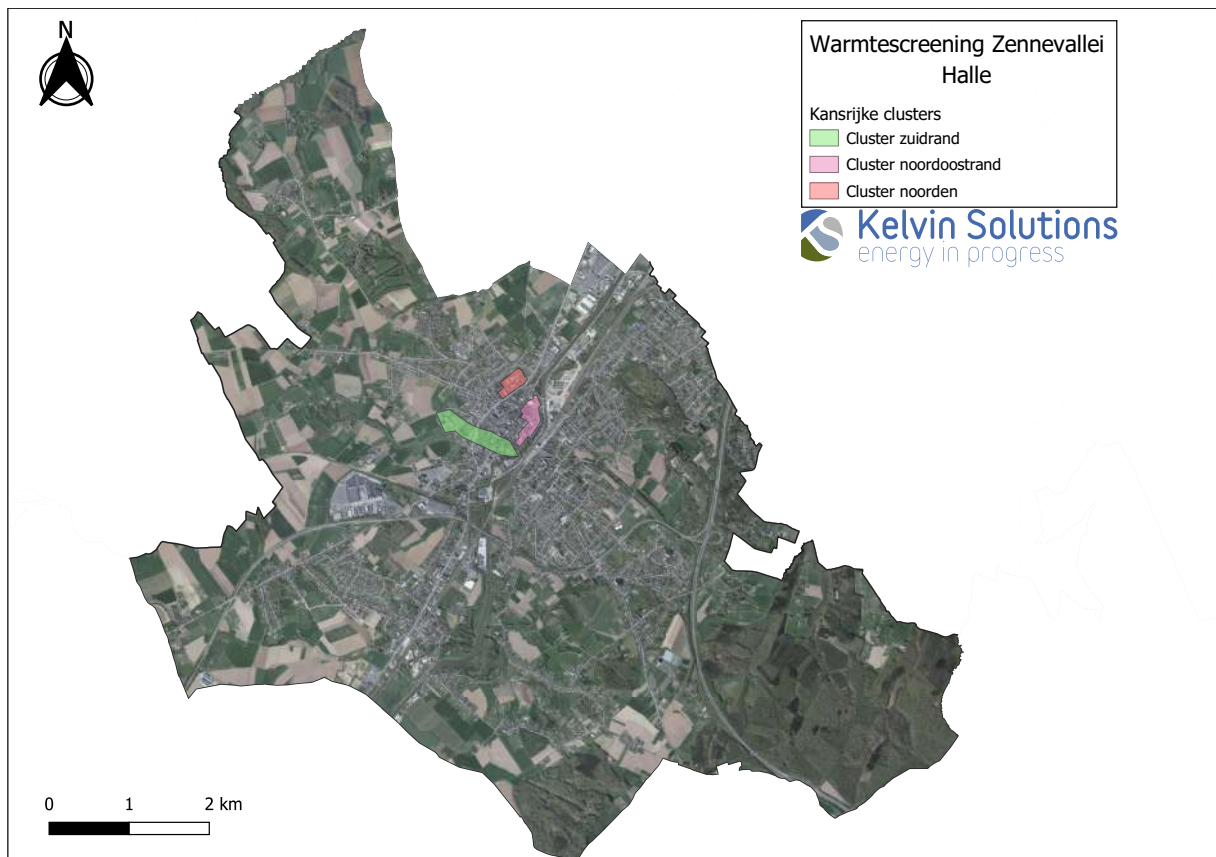 N
Warmtescreening Zennevallei
Halle
Kansrijke clusters
Cluster zuidrand
Cluster noordoostrand
Cluster noorden
Kelvin Solutions
energy in progress
0 1 2 km